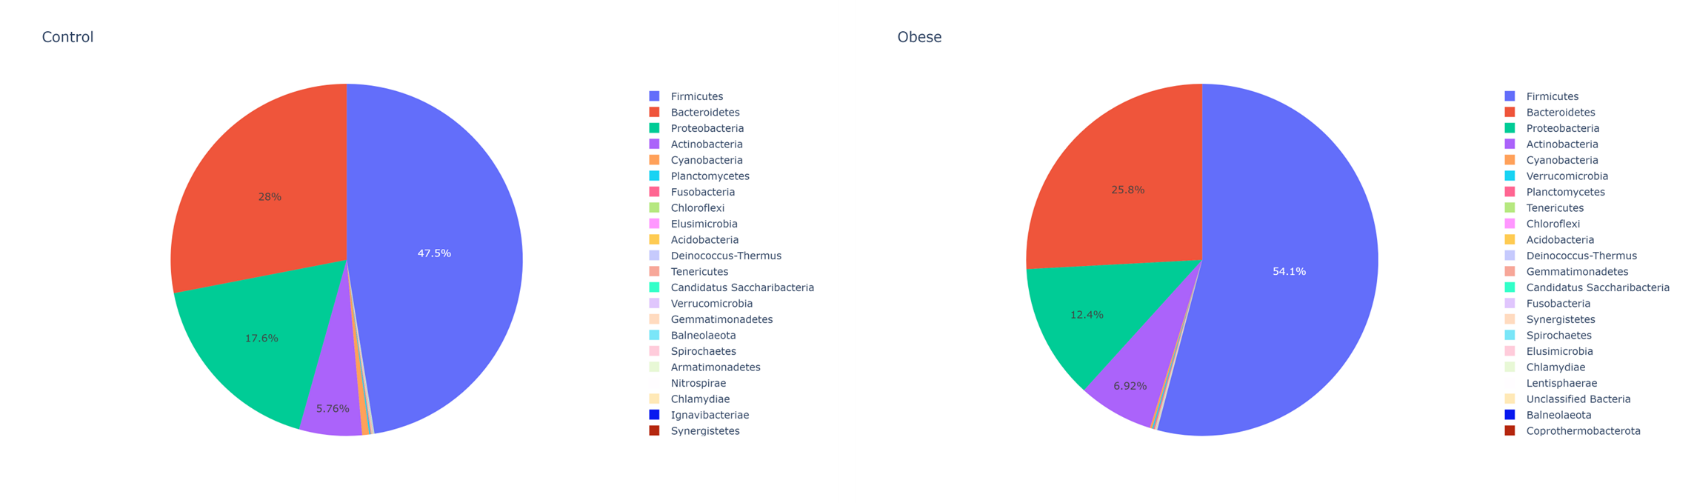 Control
47.5%
28%
17.6%
5.76%
Firmicutes
Bacteroidetes
Proteobacteria
Actinobacteria
Cyanobacteria
Planctomycetes
Fusobacteria
Chloroflexi
Elusimicrobia
Acidobacteria
Deinococcus-Thermus
Tenericutes
Candidatus Saccharibacteria
Verrucomicrobia
Gemmatimonadetes
Balneolaeota
Spirochaetes
Armatimonadetes
Nitrospirae
Chlamydiae
Ignavibacteriae
Synergistetes
Obese
54.1%
25.8%
12.4%
6.92%
Firmicutes
Bacteroidetes
Proteobacteria
Actinobacteria
Cyanobacteria
Verrucomicrobia
Planctomycetes
Tenericutes
Chloroflexi
Acidobacteria
Deinococcus-Thermus
Gemmatimonadetes
Candidatus Saccharibacteria
Fusobacteria
Synergistetes
Spirochaetes
Elusimicrobia
Chlamydiae
Lentisphaerae
Unclassified Bacteria
Balneolaeota
Coprothermobacterota